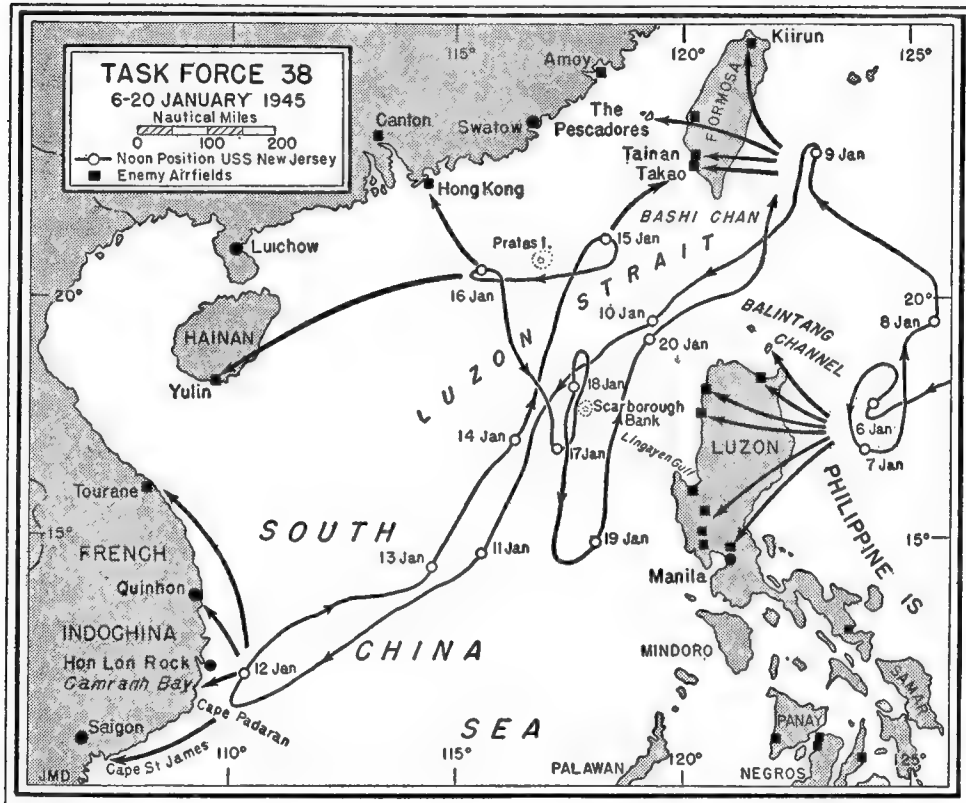 115°
120°
125°
TASK FORCE 38
6-20 JANUARY 1945
Nautical Miles
0 100 200
Noon Position USS New Jersey
Enemy Airfields
Kiirun
Amoy
FORMOSA
The
Pescadores
Canton
Swatow
Tainan
Takao
9 Jan
Hong Kong
BASHI CHAN
Luichow
Pratas I.
15 Jan
16 Jan
20°
HAINAN
10 Jan
20 Jan
8 Jan
20°
BALINTANG
CHANNEL
Yulin
LUZON STRAIT
18 Jan
Scarborough
Bank
14 Jan
17 Jan
Lingayen Gulf
LUZON
6 Jan
7 Jan
Tourane
SOUTH
15°
FRENCH
13 Jan
11 Jan
19 Jan
15°
PHILIPPINE IS
Manila
Quinhon
INDOCHINA
CHINA
MINDORO
Hon Lon Rock
Camranh Bay
12 Jan
SAMAR
Cape Padaran
Saigon
SEA
PANAY
Cape St James
JMD
110°
115°
PALAWAN
120°
NEGROS
125°